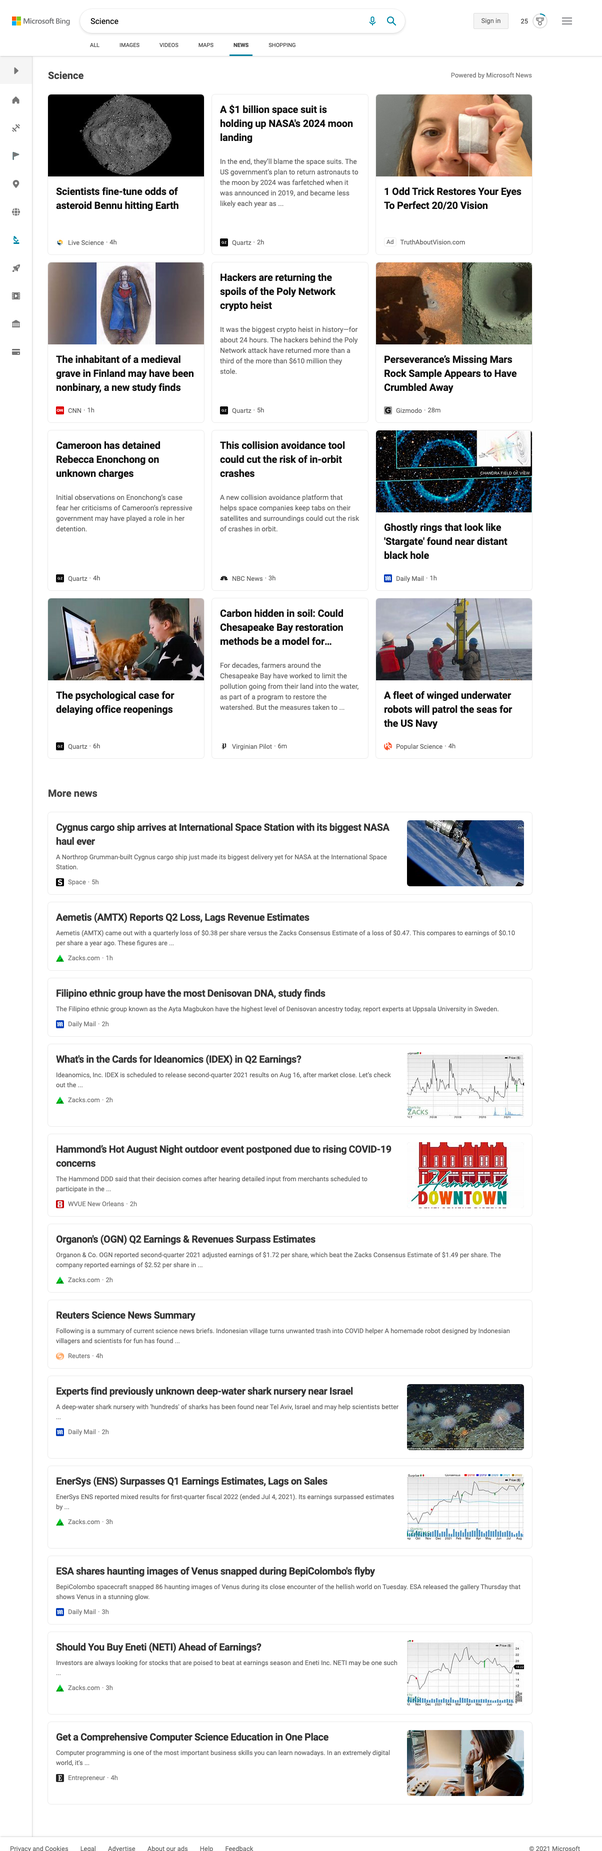 Microsoft Bing
Science
Sign in
25
ALL
IMAGES
VIDEOS
MAPS
NEWS
SHOPPING
Science
Powered by Microsoft News
Scientists fine-tune odds of
asteroid Bennu hitting Earth
Live Science · 4h
A $1 billion space suit is
holding up NASA's 2024 moon
landing
In the end, they'll blame the space suits. The
US government's plan to return astronauts to
the moon by 2024 was farfetched when it
was announced in 2019, and became less
likely each year as ...
Quartz · 2h
1 Odd Trick Restores Your Eyes
To Perfect 20/20 Vision
Ad TruthAboutVision.com
The inhabitant of a medieval
grave in Finland may have been
nonbinary, a new study finds
CNN · 1h
Hackers are returning the
spoils of the Poly Network
crypto heist
It was the biggest crypto heist in history—for
about 24 hours. The hackers behind the Poly
Network attack have returned more than a
third of the more than $610 million they
stole.
Quartz · 5h
Perseverance's Missing Mars
Rock Sample Appears to Have
Crumbled Away
Gizmodo · 28m
Cameroon has detained
Rebecca Enonchong on
unknown charges
Initial observations on Enonchong's case
fear her criticisms of Cameroon's repressive
government may have played a role in her
detention.
Quartz · 4h
This collision avoidance tool
could cut the risk of in-orbit
crashes
A new collision avoidance platform that
helps space companies keep tabs on their
satellites and surroundings could cut the risk
of crashes in orbit.
NBC News · 3h
CHANDRA FIELD OF VIEW
Ghostly rings that look like
'Stargate' found near distant
black hole
Daily Mail · 1h
The psychological case for
delaying office reopenings
Quartz · 6h
Carbon hidden in soil: Could
Chesapeake Bay restoration
methods be a model for...
For decades, farmers around the
Chesapeake Bay have worked to limit the
pollution going from their land into the water,
as part of a program to restore the
watershed. But the measures taken to ...
Virginian Pilot · 6m
A fleet of winged underwater
robots will patrol the seas for
the US Navy
Popular Science · 4h
More news
Cygnus cargo ship arrives at International Space Station with its biggest NASA
haul ever
A Northrop Grumman-built Cygnus cargo ship just made its biggest delivery yet for NASA at the International Space
Station.
Space · 5h
Aemetis (AMTX) Reports Q2 Loss, Lags Revenue Estimates
Aemetis (AMTX) came out with a quarterly loss of $0.38 per share versus the Zacks Consensus Estimate of a loss of $0.47. This compares to earnings of $0.10
per share a year ago. These figures are ...
Zacks.com · 1h
Filipino ethnic group have the most Denisovan DNA, study finds
The Filipino ethnic group known as the Ayta Magbukon have the highest level of Denisovan ancestry today, report experts at Uppsala University in Sweden.
Daily Mail · 2h
What's in the Cards for Ideanomics (IDEX) in Q2 Earnings?
Ideanomics, Inc. IDEX is scheduled to release second-quarter 2021 results on Aug 16, after market close. Let's check
out the ...
Zacks.com · 2h
ZACKS
Hammond's Hot August Night outdoor event postponed due to rising COVID-19
concerns
The Hammond DDD said that their decision comes after hearing detailed input from merchants scheduled to
participate in the ...
WVUE New Orleans · 2h
Hammond
DOWNTOWN
Organon's (OGN) Q2 Earnings & Revenues Surpass Estimates
Organon & Co. OGN reported second-quarter 2021 adjusted earnings of $1.72 per share, which beat the Zacks Consensus Estimate of $1.49 per share. The
company reported earnings of $2.52 per share in ...
Zacks.com · 2h
Reuters Science News Summary
Following is a summary of current science news briefs. Indonesian village turns unwanted trash into COVID helper A homemade robot designed by Indonesian
villagers and scientists for fun has found ...
Reuters · 4h
Experts find previously unknown deep-water shark nursery near Israel
A deep-water shark nursery with 'hundreds' of sharks has been found near Tel Aviv, Israel and may help scientists better
...
Daily Mail · 2h
EnerSys (ENS) Surpasses Q1 Earnings Estimates, Lags on Sales
EnerSys ENS reported mixed results for first-quarter fiscal 2022 (ended Jul 4, 2021). Its earnings surpassed estimates
by ...
Zacks.com · 3h
ESA shares haunting images of Venus snapped during BepiColombo's flyby
BepiColombo spacecraft snapped 86 haunting images of Venus during its close encounter of the hellish world on Tuesday. ESA released the gallery Thursday that
shows Venus in a stunning glow.
Daily Mail · 3h
Should You Buy Eneti (NETI) Ahead of Earnings?
Investors are always looking for stocks that are poised to beat at earnings season and Eneti Inc. NETI may be one such
...
Zacks.com · 3h
Get a Comprehensive Computer Science Education in One Place
Computer programming is one of the most important business skills you can learn nowadays. In an extremely digital
world, it's ...
Entrepreneur · 4h
Privacy and Cookies
Legal
Advertise
About our ads
Help
Feedback
© 2021 Microsoft